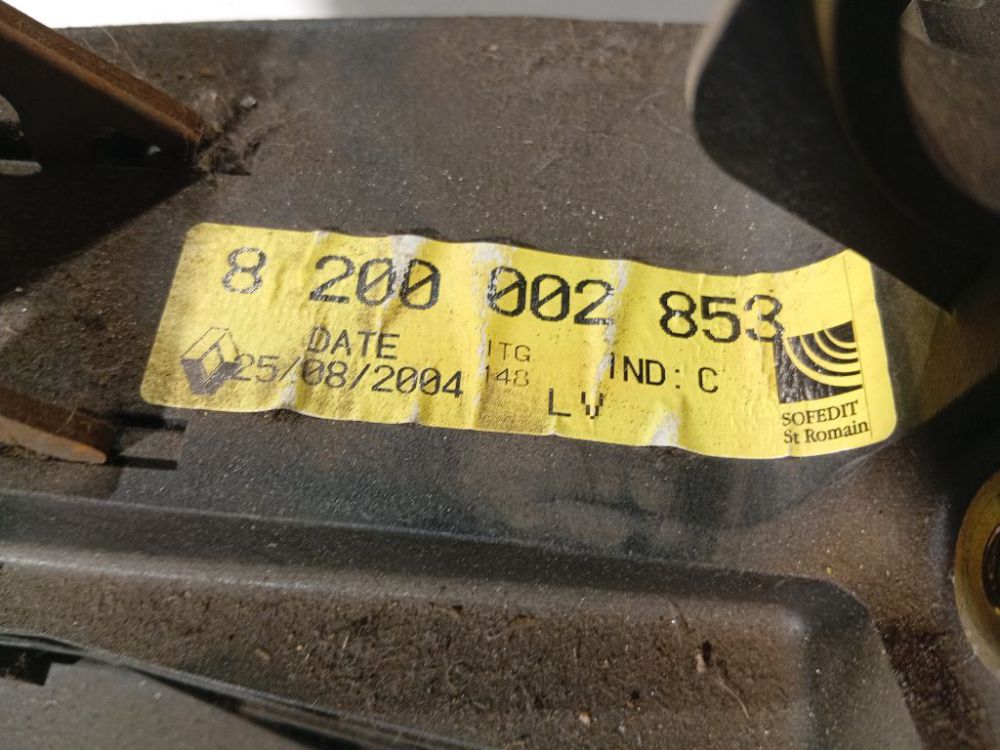 8 200 002 853
DATE ITG
25/08/2004 148 IND: C
LV
SOFEDIT
St Romain